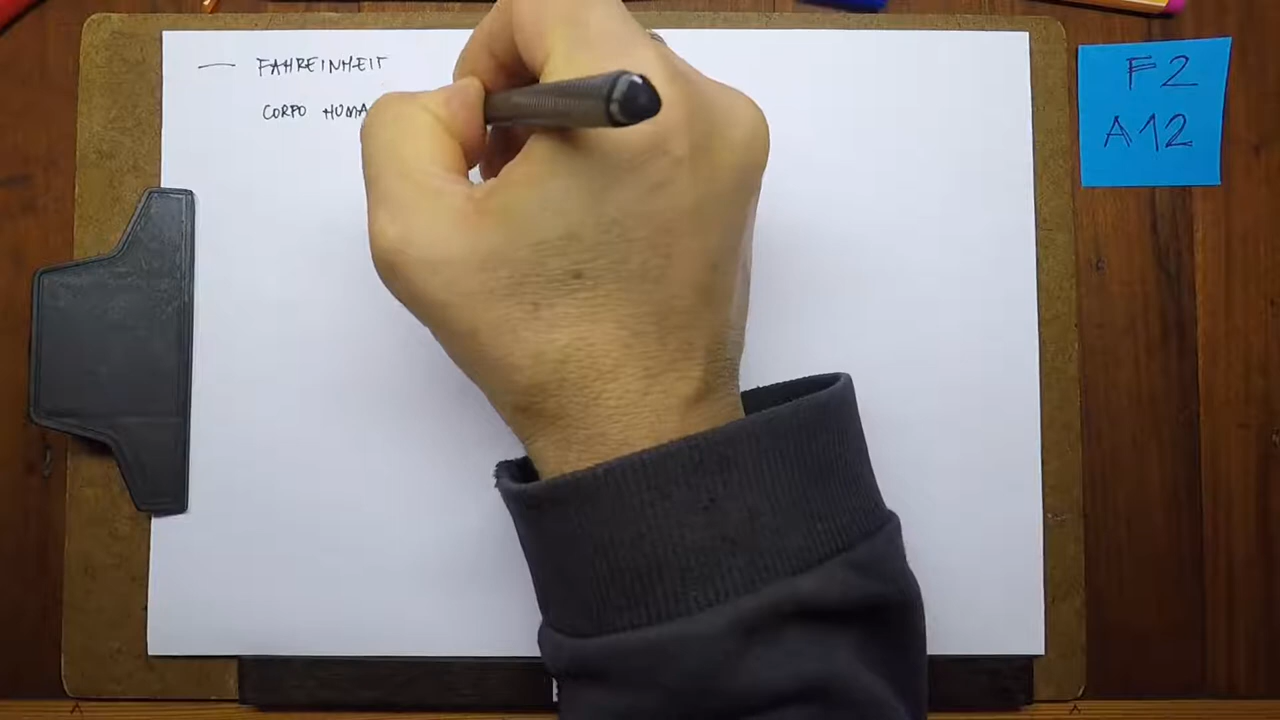 — FAHREINHEIT
CORPO HUMA
F2
A12